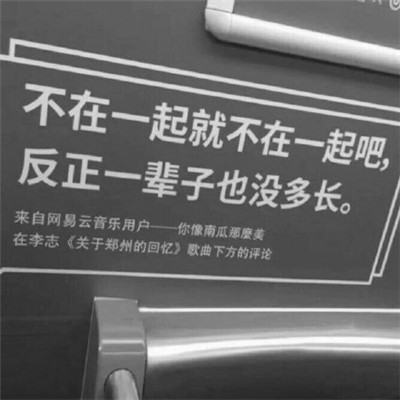 不在一起就不在一起吧,
反正一辈子也没多长。
来自网易云音乐用户——你像南瓜那麼美
在李志《关于郑州的回忆》歌曲下方的评论